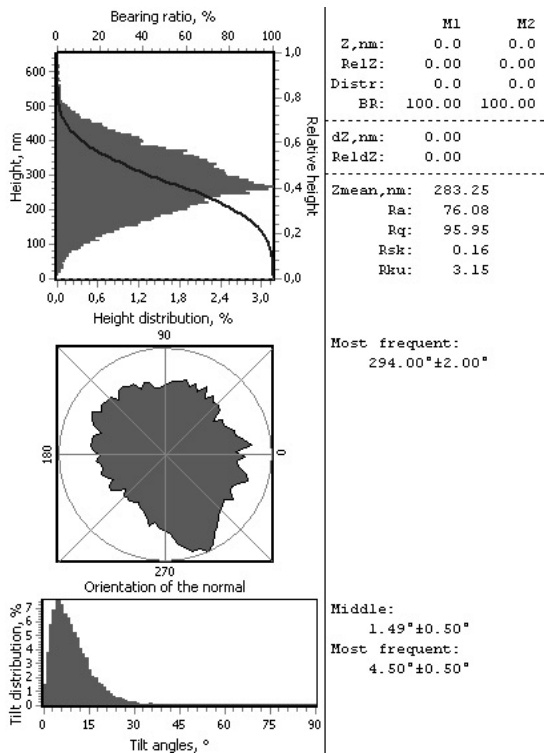 Bearing ratio, %
0 20 40 60 80 100
1,0
600
0,8
500
400
0,6
Height, nm
Relative height
300
0,4
200
0,2
100
0
0,0
0,0 0,6 1,2 1,8 2,4 3,0
Height distribution, %
90
180
0
270
Orientation of the normal
Tilt distribution, %
7
6
5
4
3
2
1
0
0 15 30 45 60 75 90
Tilt angles, °
M1 M2
Z,nm: 0.0 0.0
RelZ: 0.00 0.00
Distr: 0.0 0.0
BR: 100.00 100.00
dZ,nm: 0.00
ReldZ: 0.00
Zmean,nm: 283.25
Ra: 76.08
Rq: 95.95
Rsk: 0.16
Rku: 3.15
Most frequent:
294.00°±2.00°
Middle:
1.49°±0.50°
Most frequent:
4.50°±0.50°